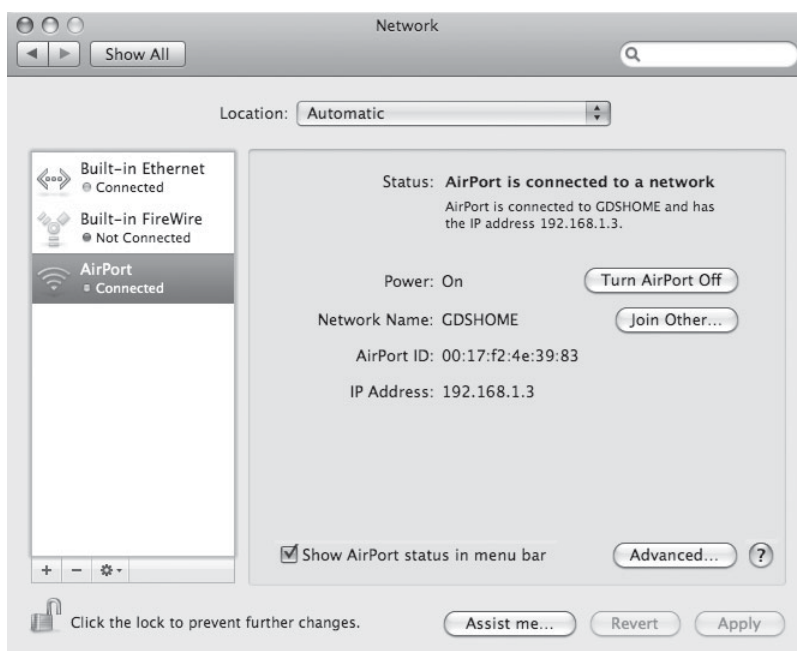 Network
Show All
Location: Automatic
Built-in Ethernet
Connected
Built-in FireWire
Not Connected
AirPort
Connected
Status: AirPort is connected to a network
AirPort is connected to GDSHOME and has
the IP address 192.168.1.3.
Power: On
Turn AirPort Off
Network Name: GDSHOME
Join Other...
AirPort ID: 00:17:f2:4e:39:83
IP Address: 192.168.1.3
Show AirPort status in menu bar
Advanced...
?
Click the lock to prevent further changes.
Assist me...
Revert
Apply